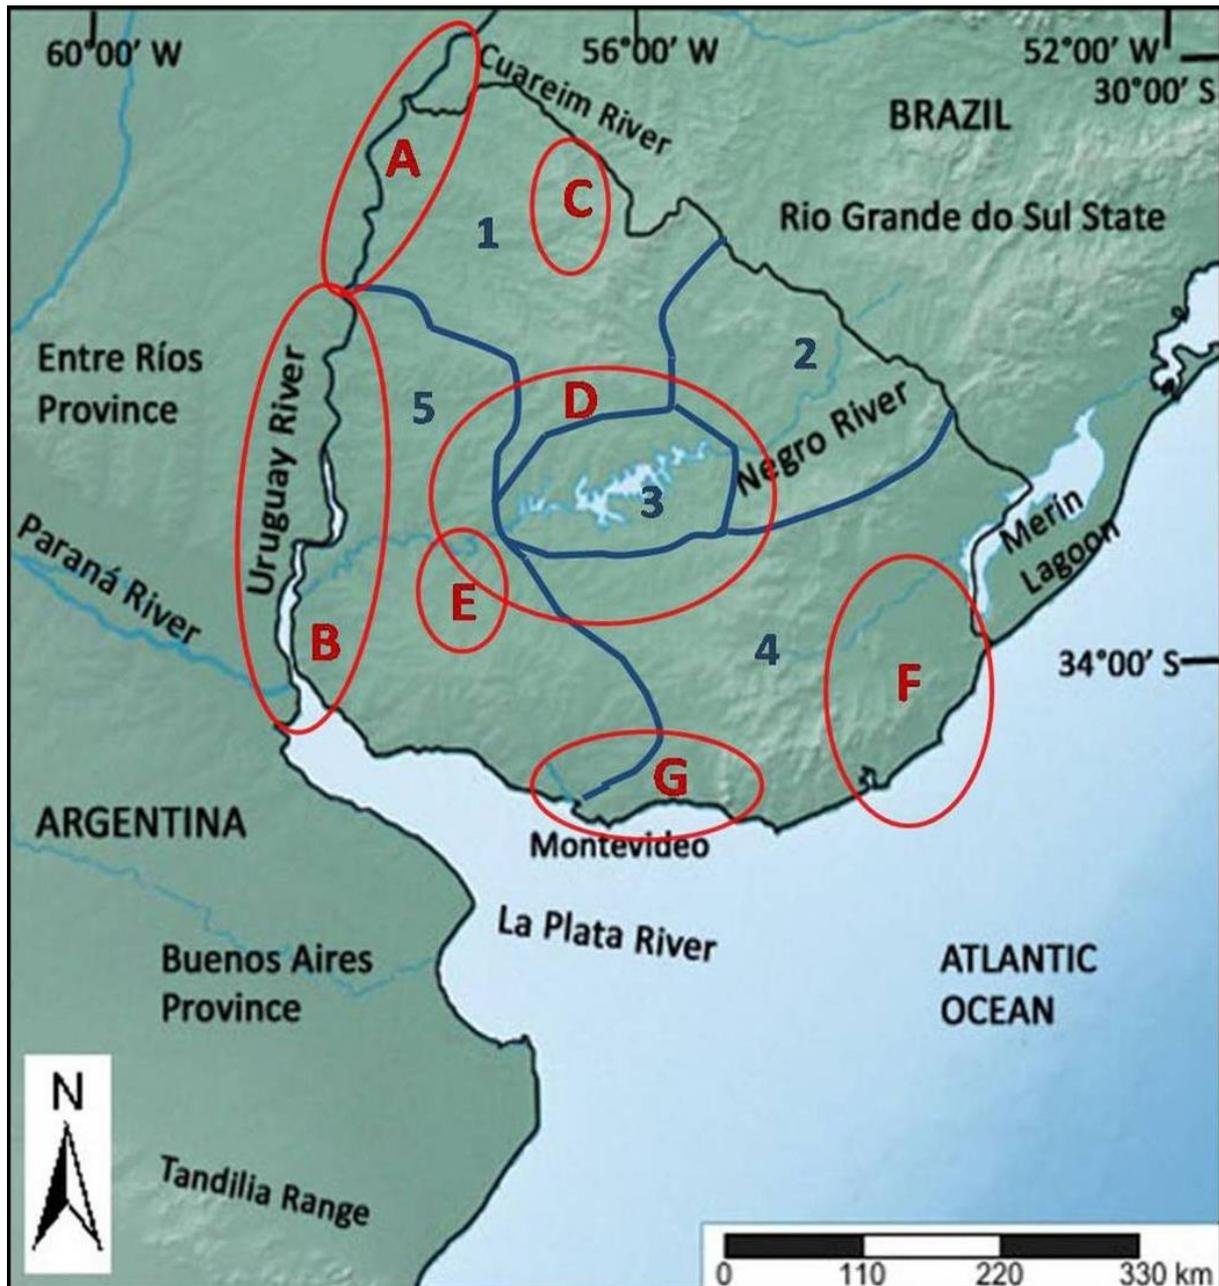 60°00' W
56°00' W
52°00' W
30°00' S
Cuareim River
BRAZIL
A
C
Rio Grande do Sul State
1
2
Entre Ríos
Province
Uruguay River
5
D
Negro River
3
Merín
Lagoon
Paraná River
E
B
4
34°00' S
F
G
ARGENTINA
Montevideo
La Plata River
Buenos Aires
Province
ATLANTIC
OCEAN
N
Tandilia Range
0 110 220 330 km